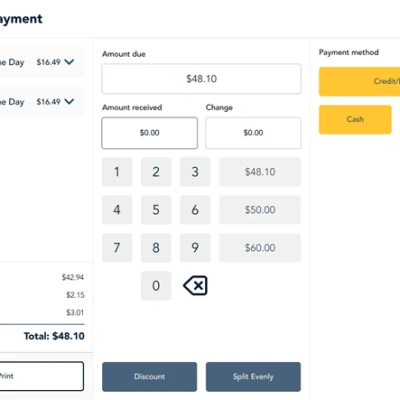 ayment
e Day $16.49
e Day $16.49
$42.94
$2.15
$3.01
Total: $48.10
Print
Amount due
$48.10
Amount received Change
$0.00 $0.00
1 2 3 $48.10
4 5 6 $50.00
7 8 9 $60.00
0
Discount Split Evenly
Payment method
Credit/
Cash